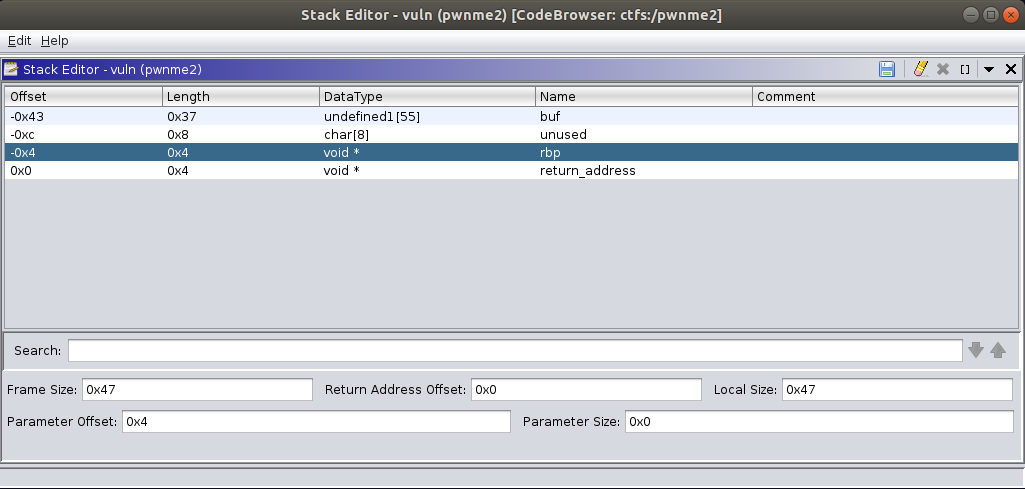 Stack Editor - vuln (pwnme2) [CodeBrowser: ctfs:/pwnme2]
Edit Help
Stack Editor - vuln (pwnme2)
Offset Length DataType Name Comment
-0x43 0x37 undefined1[55] buf
-0xc 0x8 char[8] unused
-0x4 0x4 void * rbp
0x0 0x4 void * return_address
Search:
Frame Size: 0x47 Return Address Offset: 0x0 Local Size: 0x47
Parameter Offset: 0x4 Parameter Size: 0x0